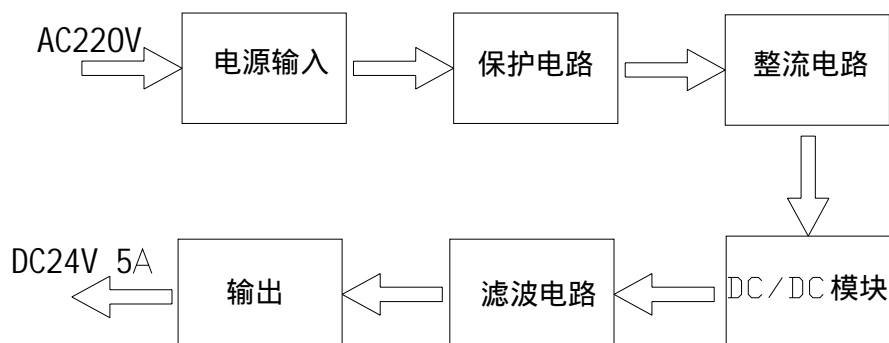 AC220V
电源输入
保护电路
整流电路
DC/DC模块
滤波电路
输出
DC24V 5A